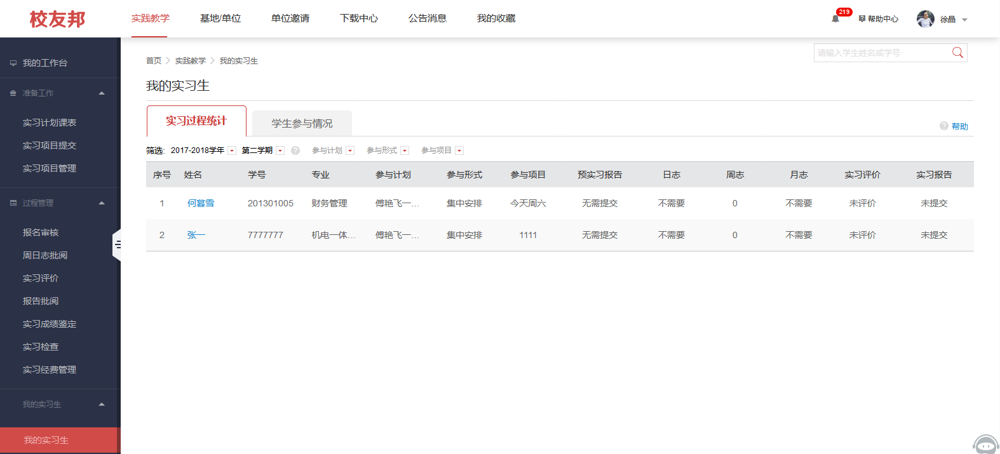 校友邦
实践教学 基地/单位 单位邀请 下载中心 公告消息 我的收藏
219 帮助中心 徐晶
我的工作台
准备工作
实习计划课表
实习项目提交
实习项目管理
过程管理
报名审核
周日志批阅
实习评价
报告批阅
实习成绩鉴定
实习检查
实习经费管理
我的实习生
我的实习生
首页 > 实践教学 > 我的实习生
请输入学生姓名或学号
我的实习生
实习过程统计 学生参与情况
? 帮助
筛选: 2017-2018学年 第二学期 ? 参与计划 参与形式 参与项目
序号 姓名 学号 专业 参与计划 参与形式 参与项目 预实习报告 日志 周志 月志 实习评价 实习报告
1 何雪 201301005 财务管理 傅艳飞一... 集中安排 今天周六 无需提交 不需要 0 不需要 未评价 未提交
2 张一 7777777 机电一体... 傅艳飞一... 集中安排 1111 无需提交 不需要 0 不需要 未评价 未提交